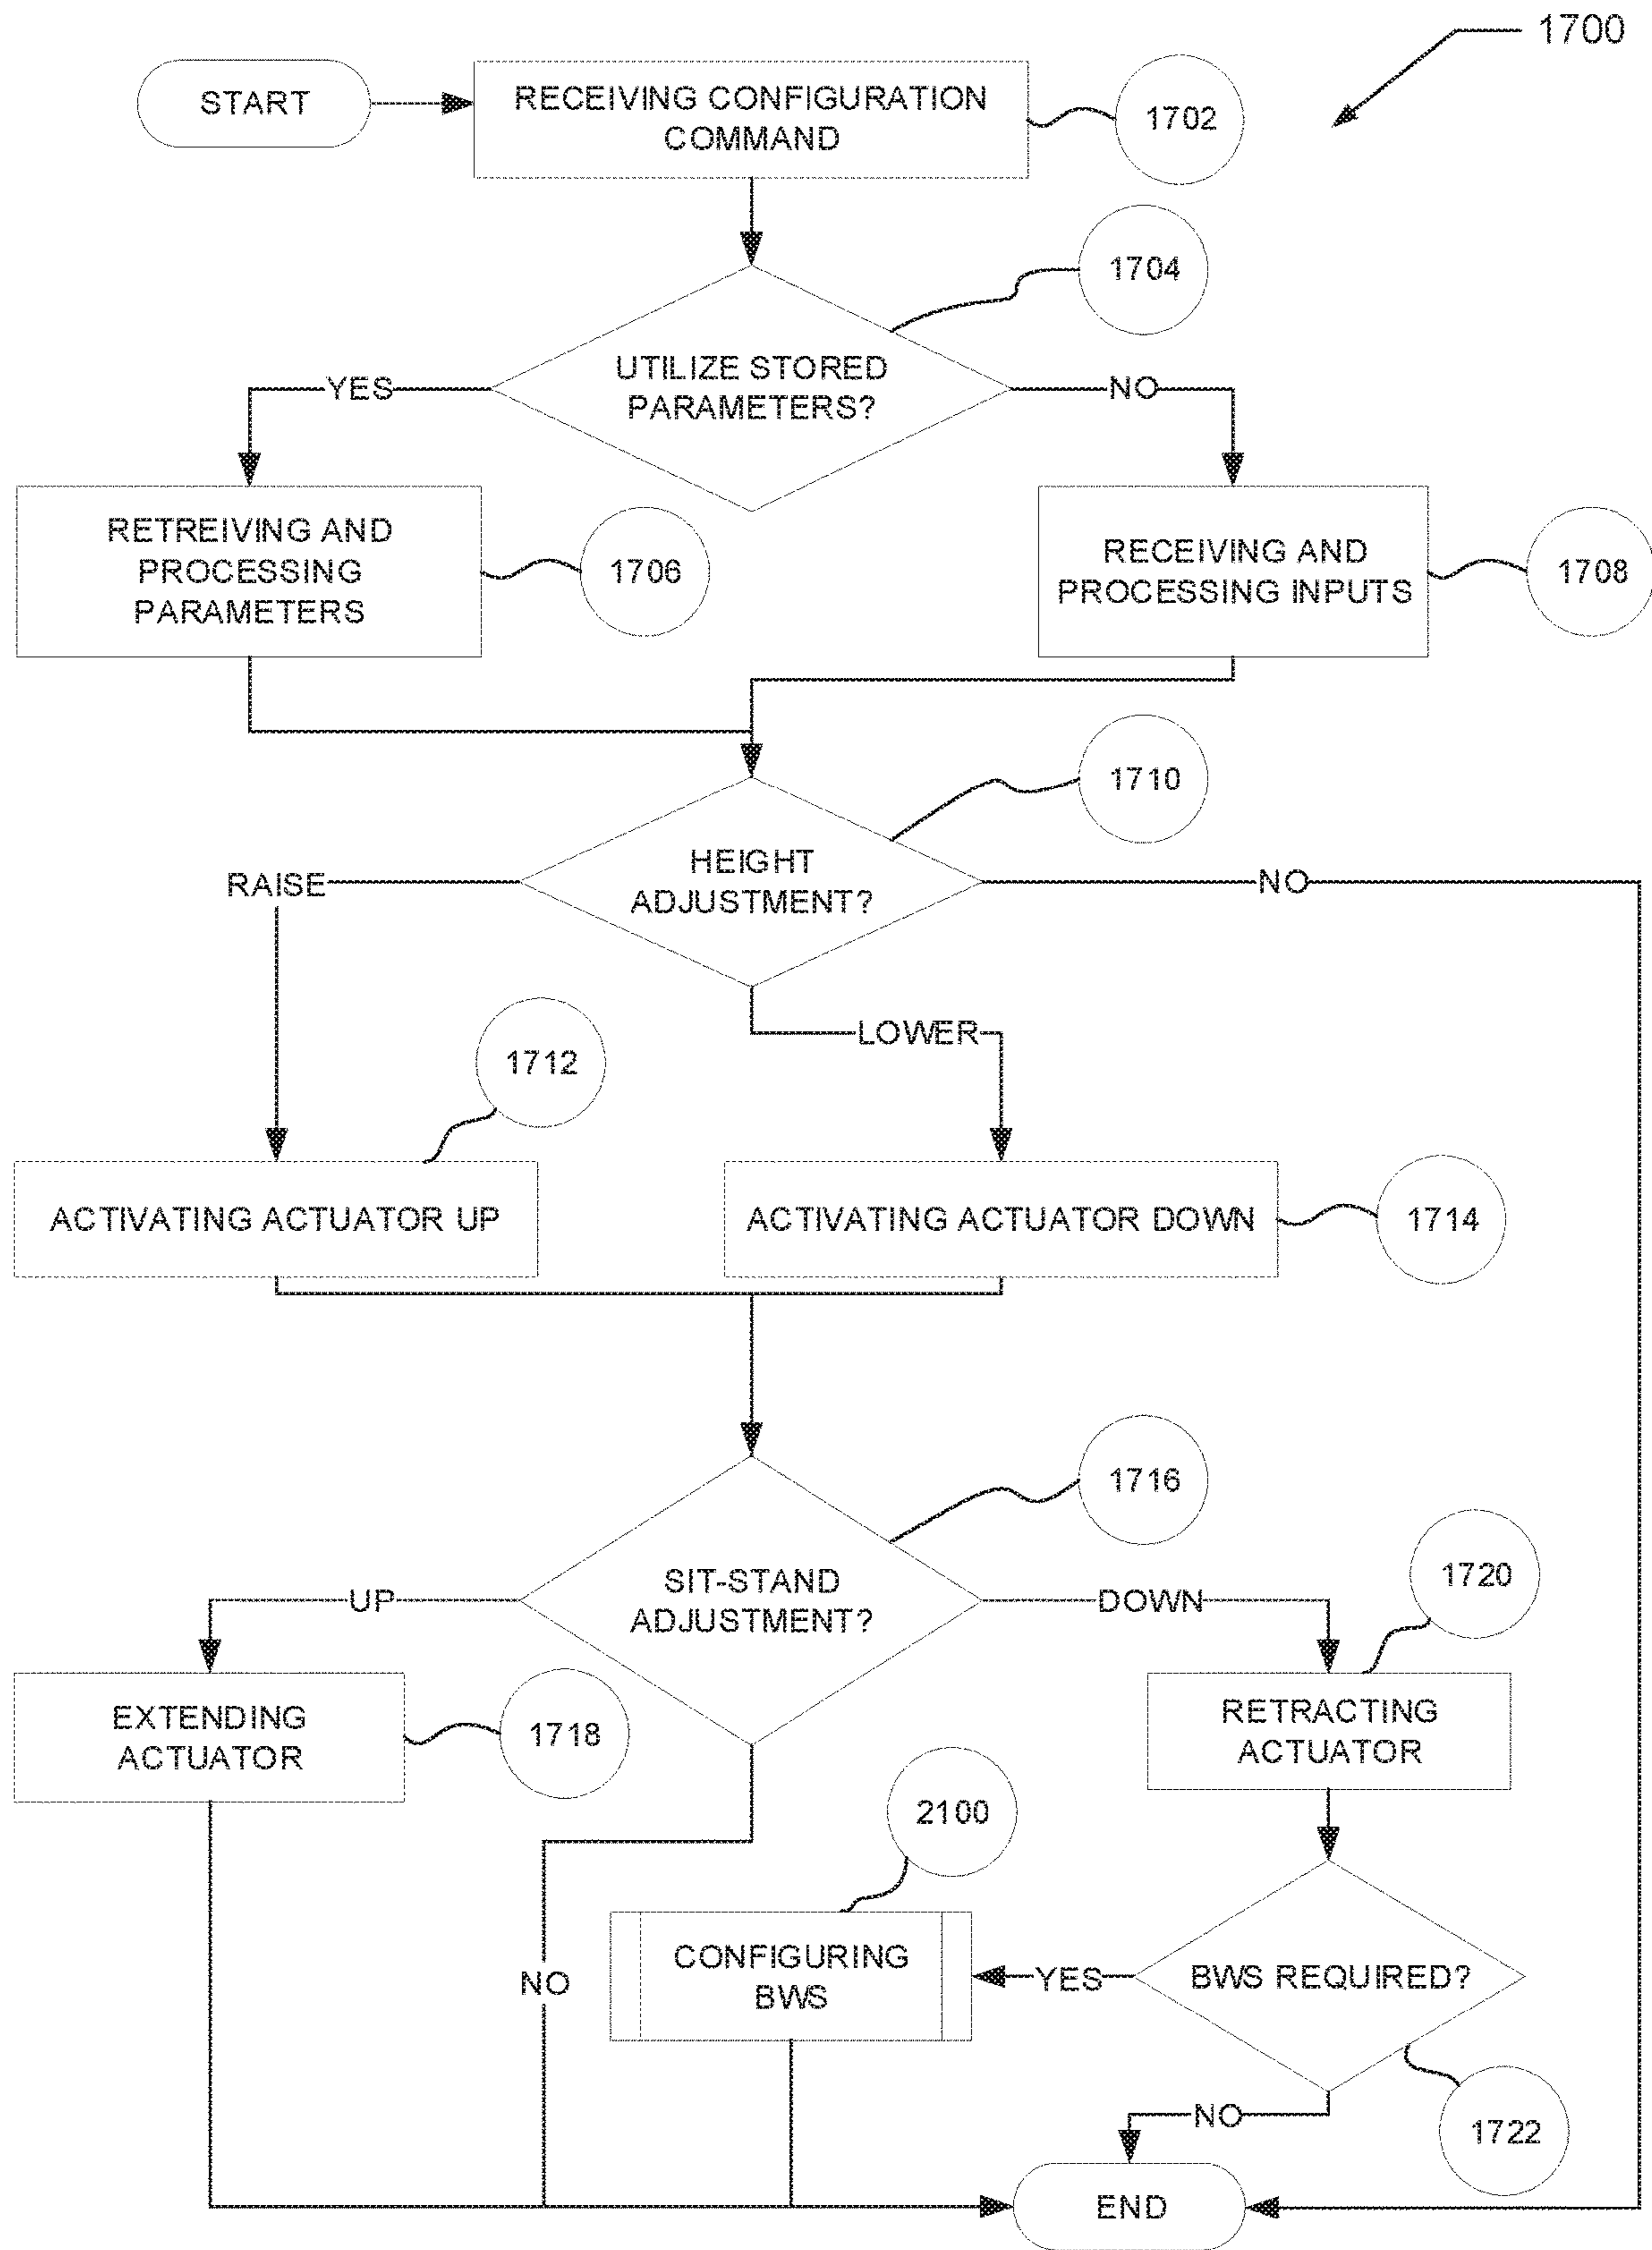 1700
START
RECEIVING CONFIGURATION
COMMAND
1702
1704
UTILIZE STORED
PARAMETERS?
YES
NO
RETREIVING AND
PROCESSING
PARAMETERS
1706
RECEIVING AND
PROCESSING INPUTS
1708
1710
HEIGHT
ADJUSTMENT?
RAISE
NO
LOWER
1712
ACTIVATING ACTUATOR UP
ACTIVATING ACTUATOR DOWN
1714
1716
SIT-STAND
ADJUSTMENT?
UP
DOWN
1720
EXTENDING
ACTUATOR
1718
RETRACTING
ACTUATOR
2100
NO
CONFIGURING
BWS
YES
BWS REQUIRED?
NO
1722
END